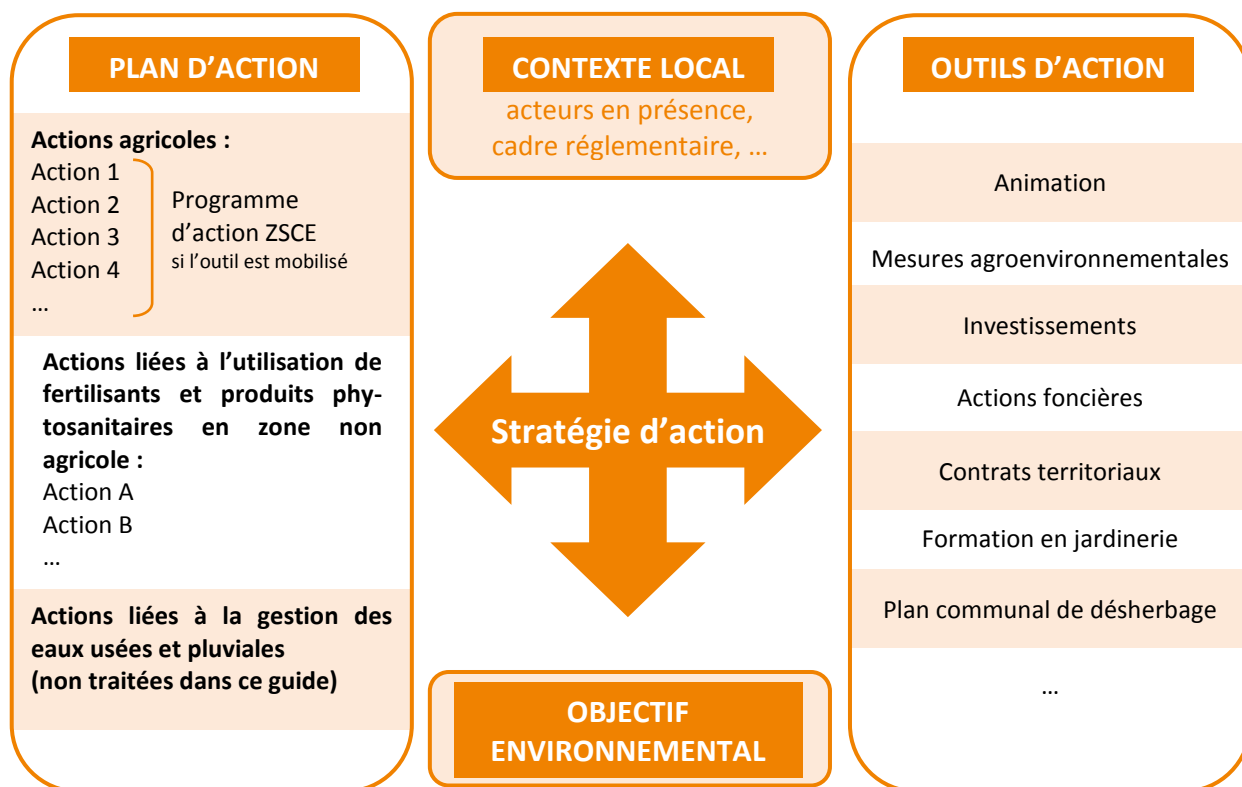 PLAN D’ACTION
Actions agricoles :
Action 1
Action 2
Action 3
Action 4
…
Programme
d’action ZSCE
si l’outil est mobilisé
Actions liées à l’utilisation de
fertilisants et produits phy-
tosanitaires en zone non
agricole :
Action A
Action B
…
Actions liées à la gestion des
eaux usées et pluviales
(non traitées dans ce guide)
CONTEXTE LOCAL
acteurs en présence,
cadre réglementaire, …
Stratégie d’action
OBJECTIF
ENVIRONNEMENTAL
OUTILS D’ACTION
Animation
Mesures agroenvironnementales
Investissements
Actions foncières
Contrats territoriaux
Formation en jardinerie
Plan communal de désherbage
…